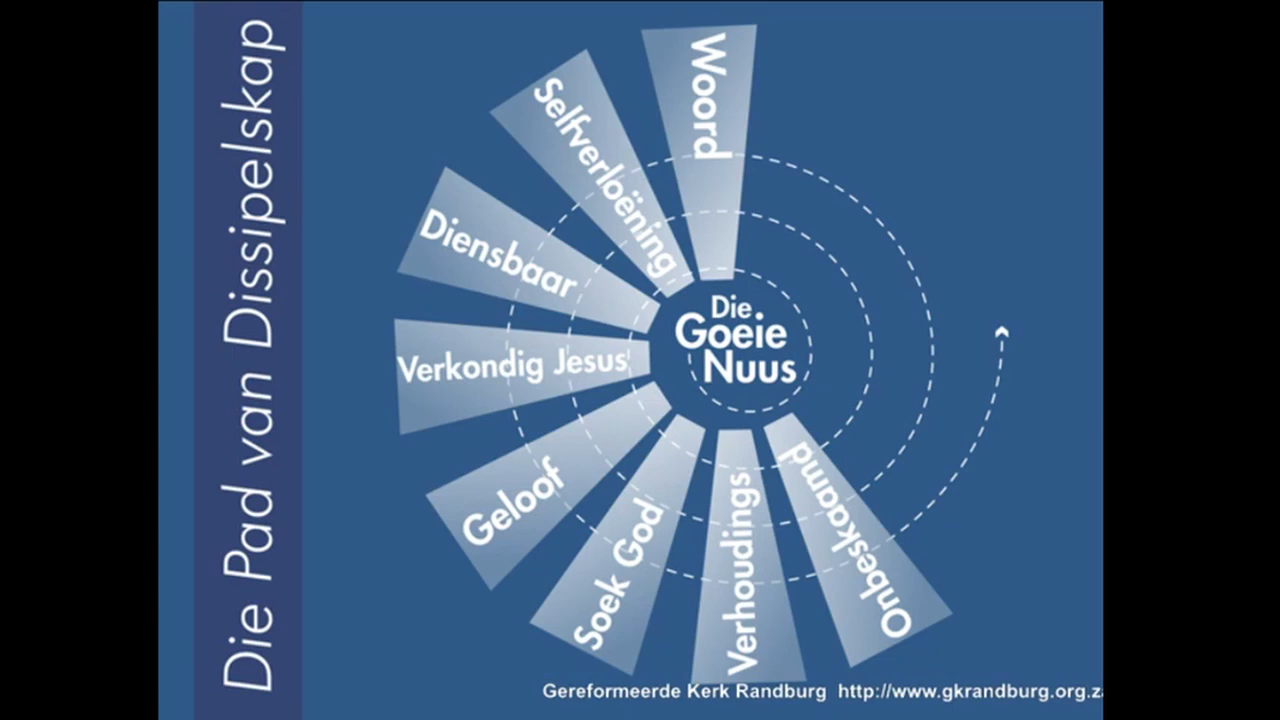 Die Pad van Dissipelskap
Woord
Selfverloëning
Diensbaar
Verkondig Jesus
Geloof
Soek God
Verhoudings
Onbeskaamd
Die
Goeie
Nuus
Gereformeerde Kerk Randburg http://www.gkrandburg.org.z